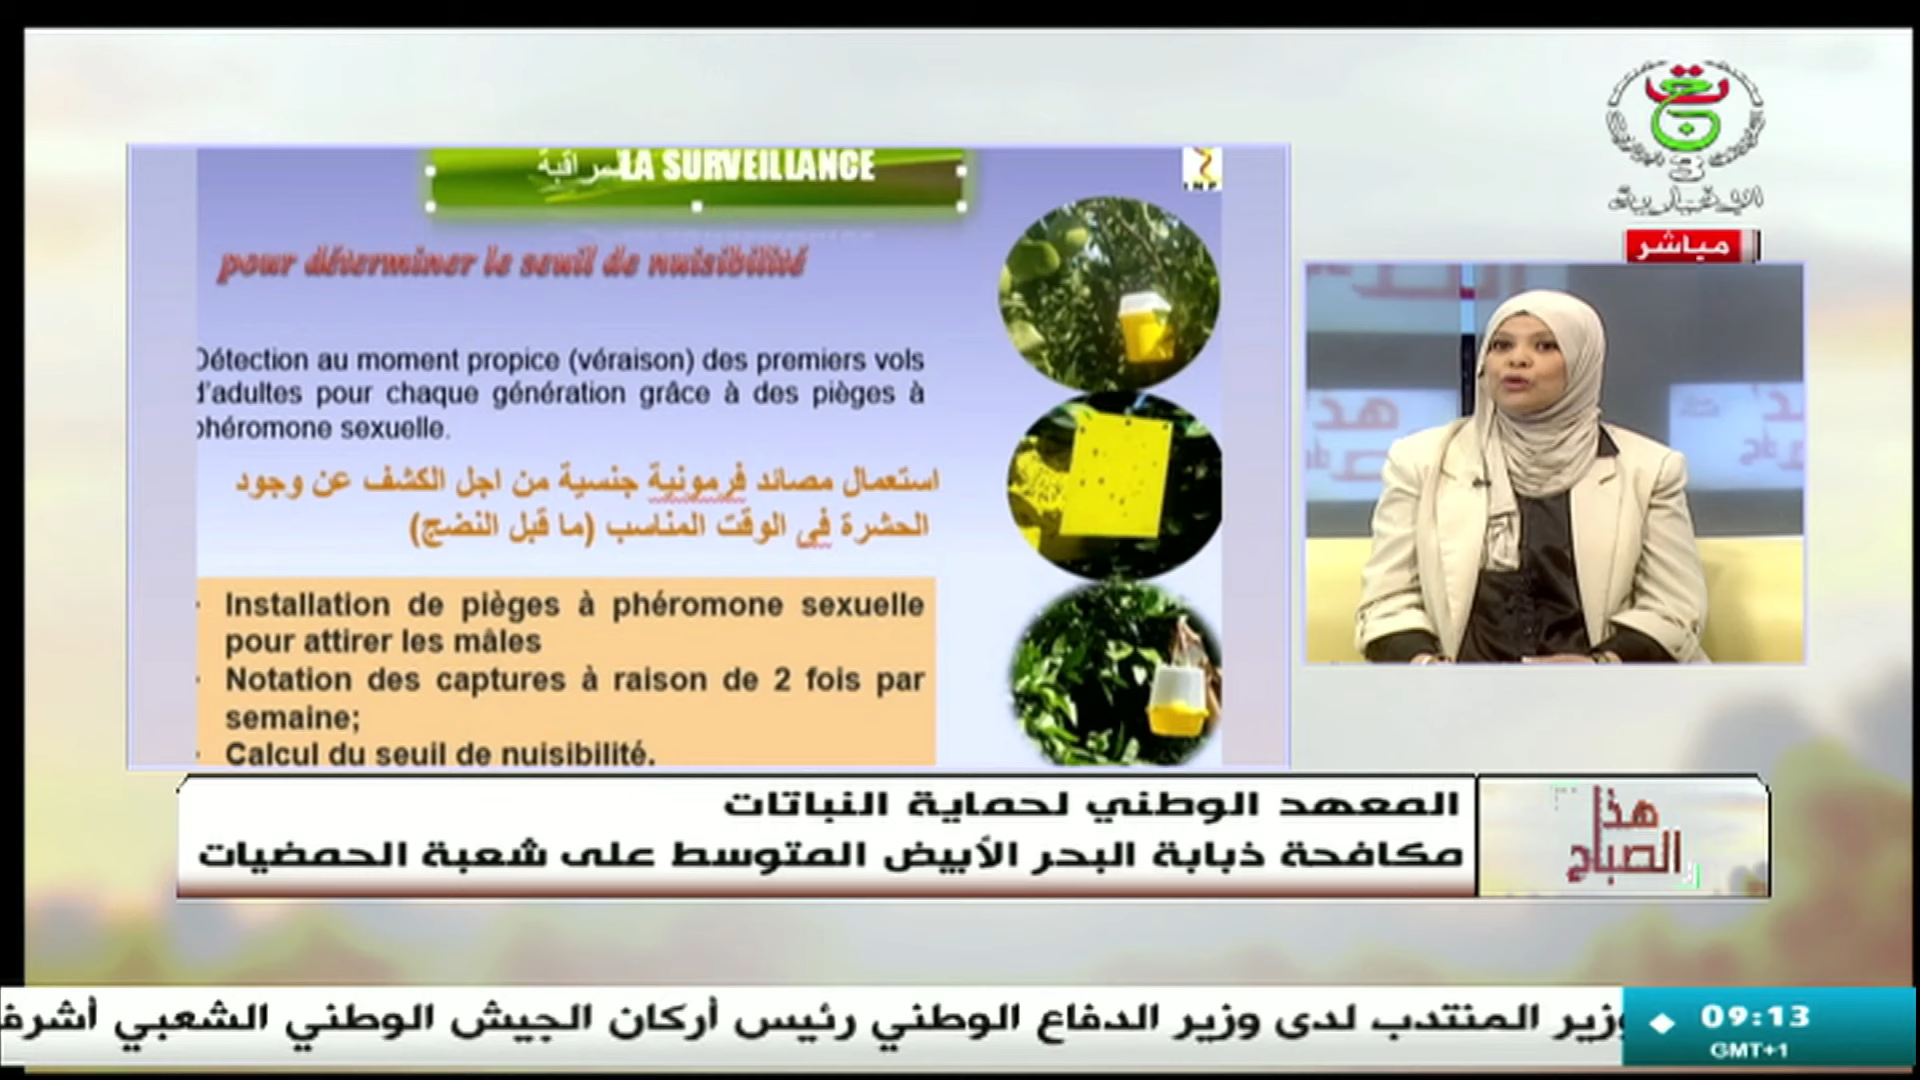 LA SURVEILLANCE
INP
pour déterminer le seuil de nuisibilité
Détection au moment propice (véraison) des premiers vols
d'adultes pour chaque génération grâce à des pièges à
phéromone sexuelle.
استعمال مصائد فرمونية جنسية من اجل الكشف عن وجود
الحشرة في الوقت المناسب (ما قبل النضج)
Installation de pièges à phéromone sexuelle
pour attirer les mâles
Notation des captures à raison de 2 fois par
semaine;
Calcul du seuil de nuisibilité.
الإخبارية
مباشر
المعهد الوطني لحماية النباتات
مكافحة ذبابة البحر الأبيض المتوسط على شعبة الحمضيات
هذا
الصباح
وزير المنتدب لدى وزير الدفاع الوطني رئيس أركان الجيش الوطني الشعبي أشرف
09:13
GMT+1